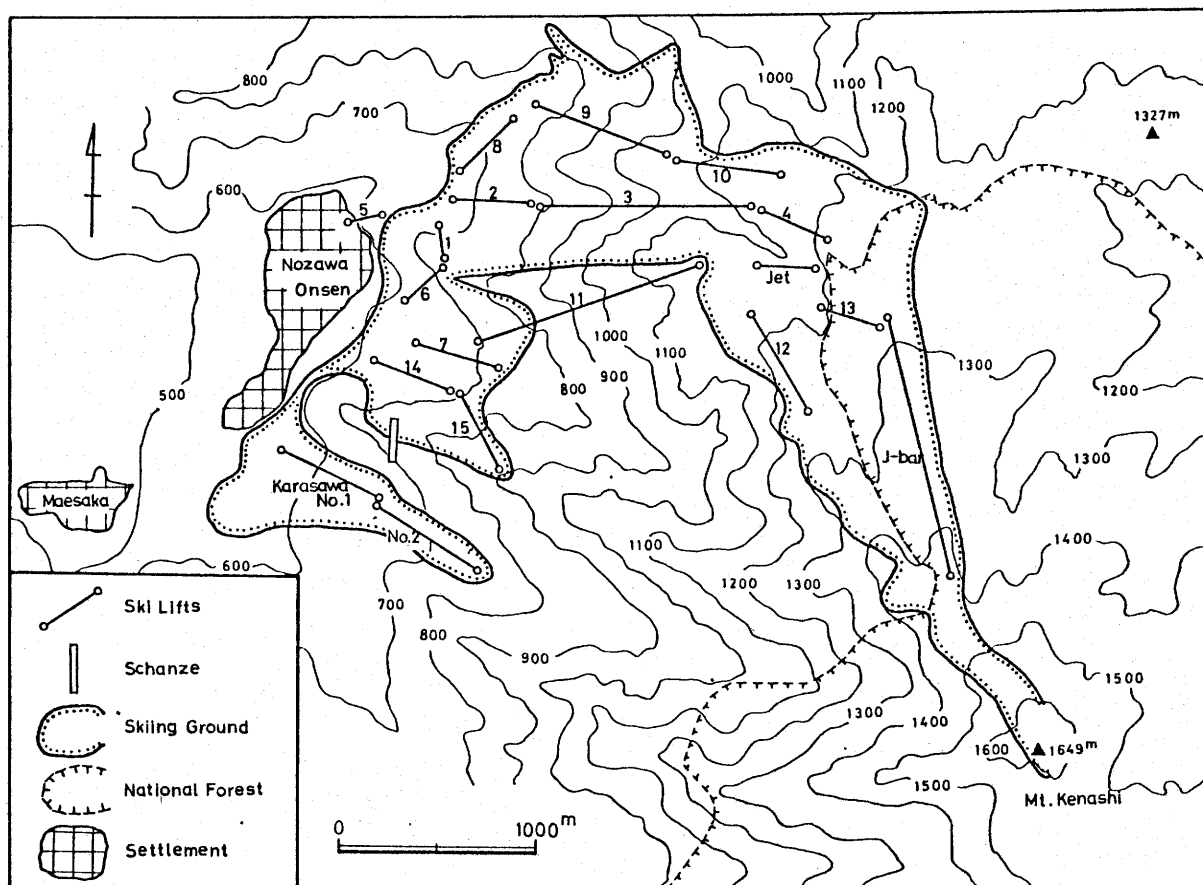 800
700
600
500
1000
1100
1200
1327m
9
8
10
5
2
3
4
1
Nozawa
Onsen
6
11
Jet
13
7
14
12
1000
1100
800
900
1300
1200
15
J-bar
1300
Maesaka
Karasawa
No.1
No.2
600
700
800
900
1100
1200
1300
1400
1300
1400
1500
1500
1600
1649m
Mt. Kenashi
Ski Lifts
Schanze
Skiing Ground
National Forest
Settlement
0
1000m